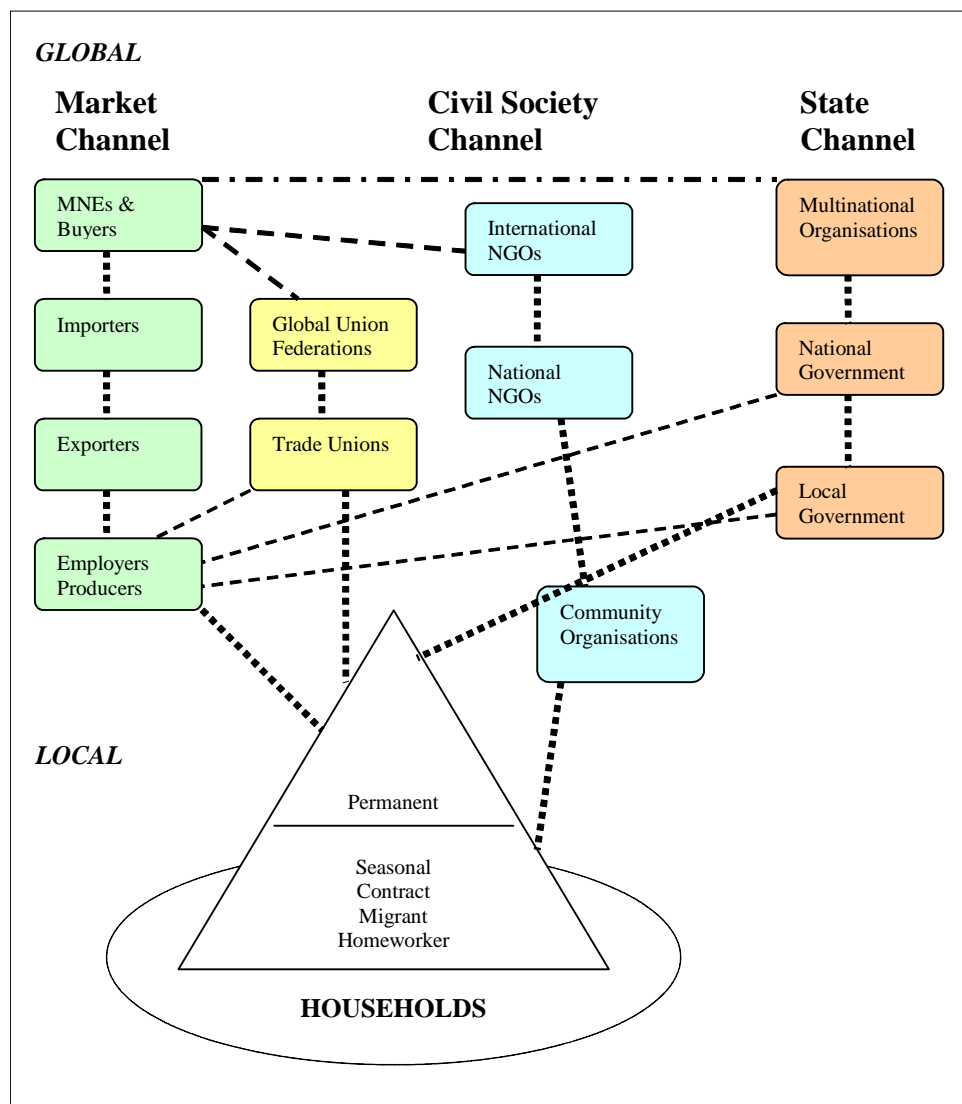 GLOBAL
Market
Channel
Civil Society
Channel
State
Channel
MNEs &
Buyers
International
NGOs
Multinational
Organisations
Importers
Global Union
Federations
National
NGOs
National
Government
Exporters
Trade Unions
Local
Government
Employers
Producers
Community
Organisations
LOCAL
Permanent
Seasonal
Contract
Migrant
Homeworker
HOUSEHOLDS